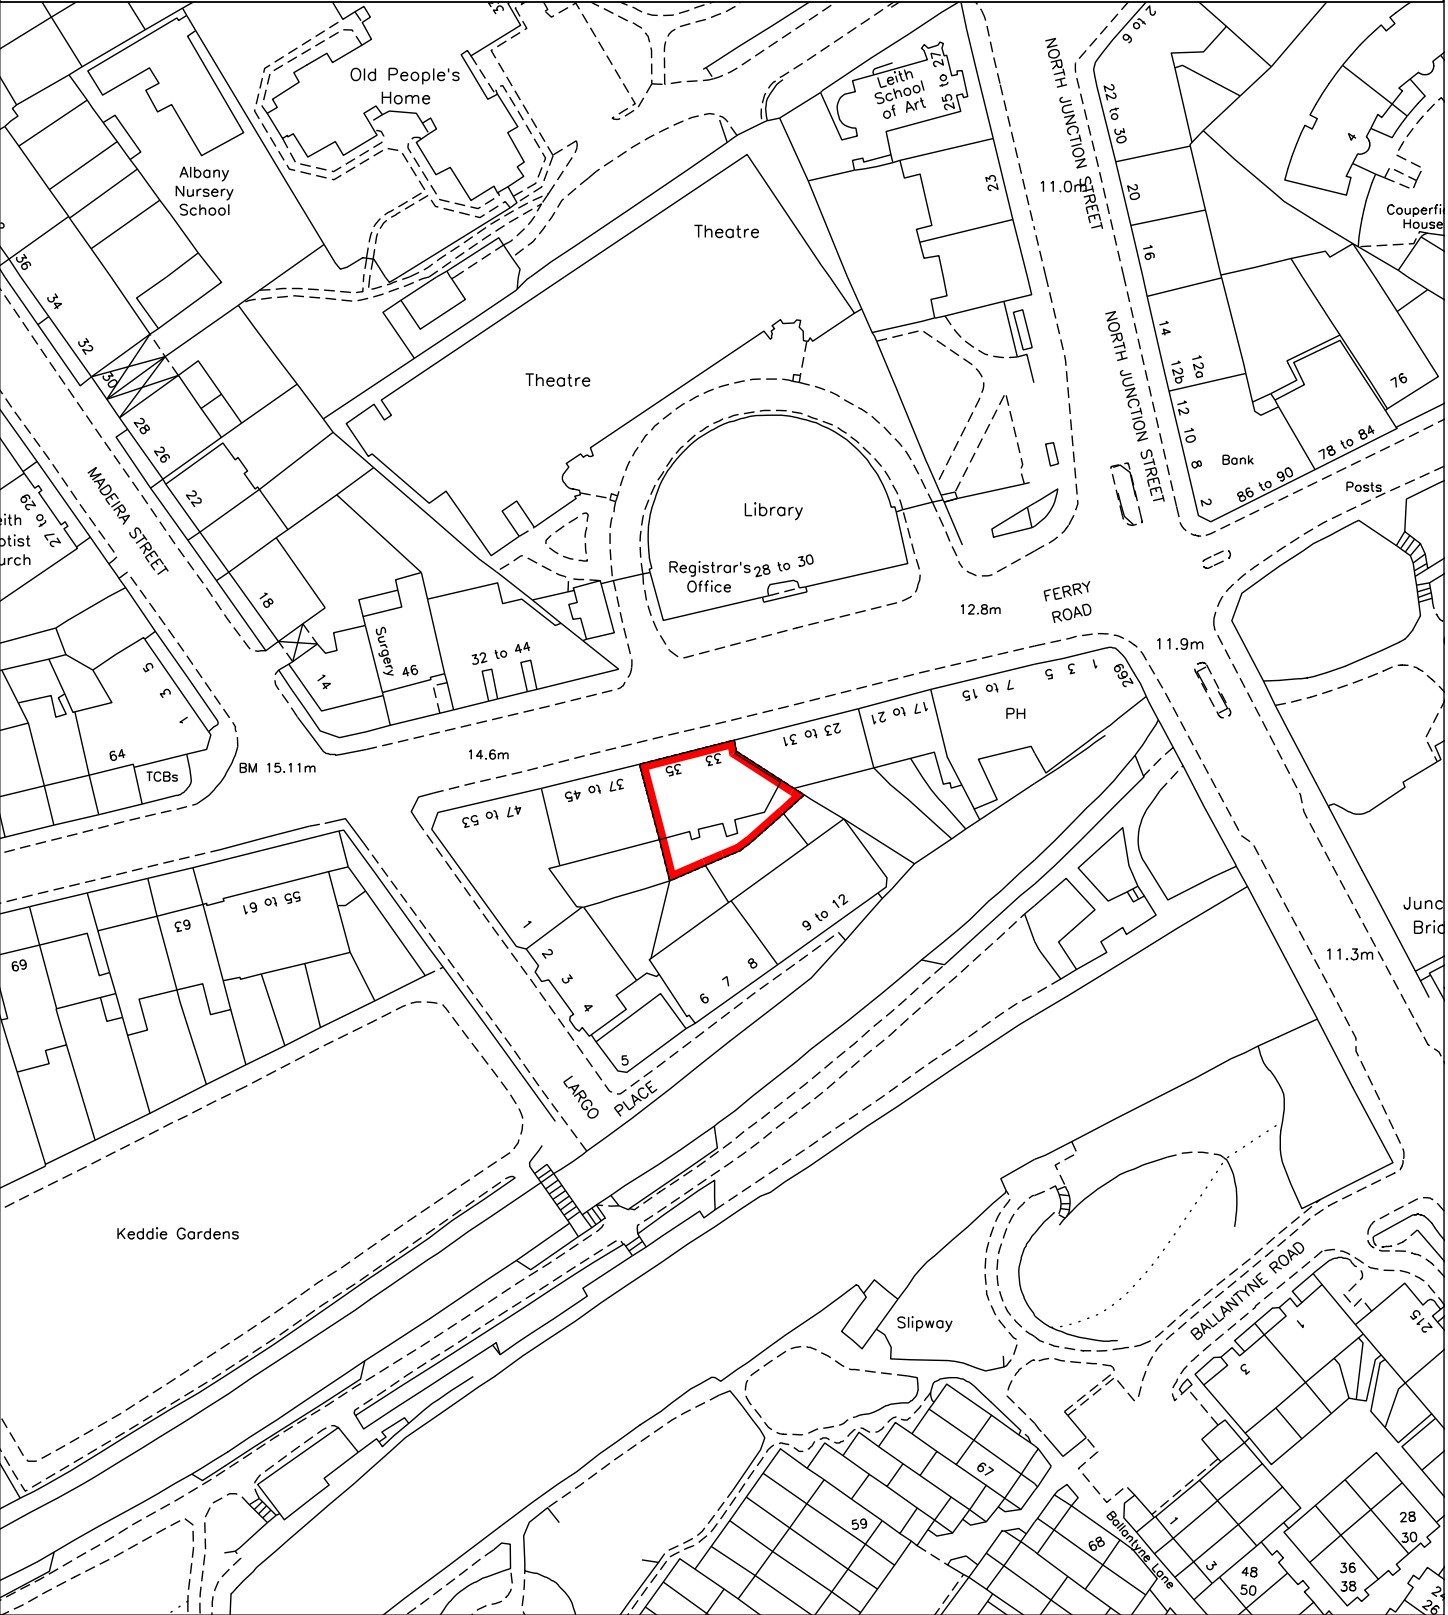 2 to 6
37
Old People's
Home
Leith
School
of Art
25 to 27
NORTH JUNCTION STREET
22 to 30
4
Albany
Nursery
School
23
11.0m
20
Couperfi
House
Theatre
16
36
34
32
30
14
12a
12b
Theatre
76
NORTH JUNCTION STREET
28
26
22
12
10
8
2
Bank
78 to 84
86 to 90
Posts
MADEIRA STREET
27 to 29
eith
ptist
urch
Library
Registrar's
Office
28 to 30
18
12.8m
FERRY
ROAD
11.9m
Surgery
46
32 to 44
14
5
3
1
64
TCBs
BM 15.11m
14.6m
269
1
3
5
7 to 15
PH
17 to 21
23 to 31
33
35
37 to 45
47 to 53
55 to 61
63
69
1
2
3
4
5
6
7
8
9 to 12
Junc
Bric
11.3m
LARGO
PLACE
Keddie Gardens
Slipway
BALLANTYNE ROAD
1
3
215
67
59
68
Ballantyne Lane
1
3
48
50
36
38
28
30
24
26